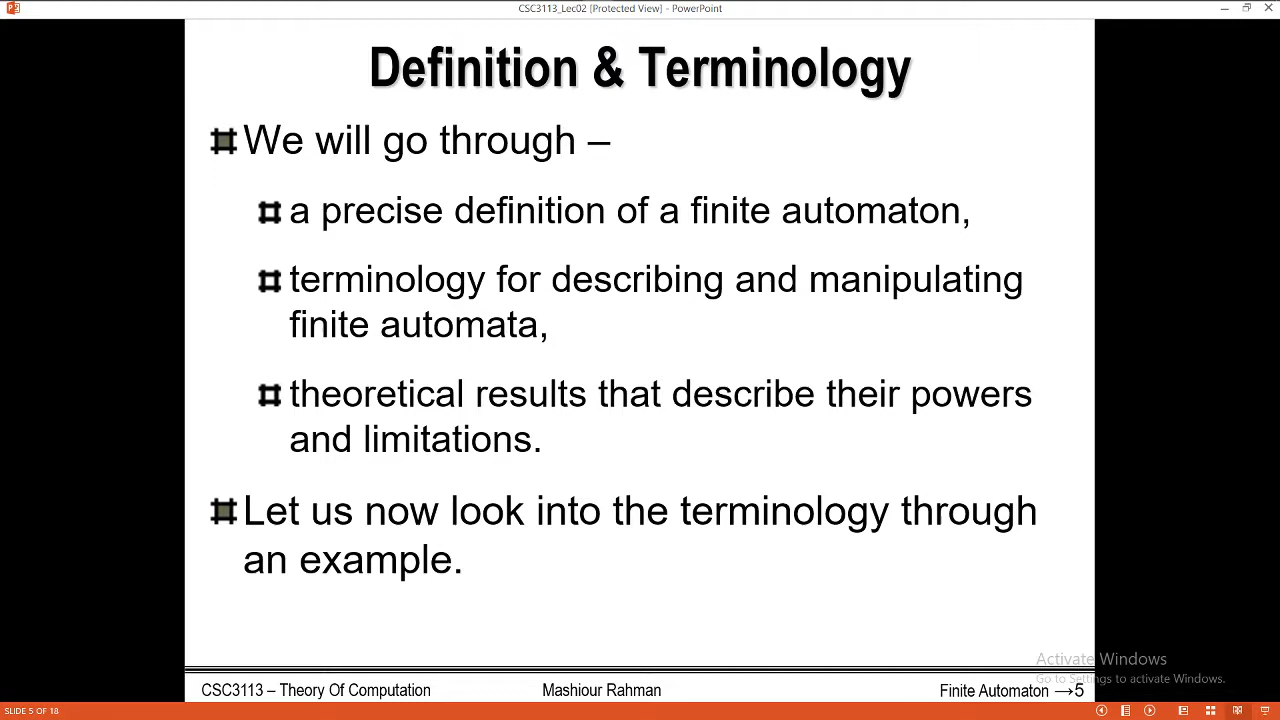 CSC3113_Lec02 [Protected View] - PowerPoint
Definition & Terminology
We will go through –
a precise definition of a finite automaton,
terminology for describing and manipulating
finite automata,
theoretical results that describe their powers
and limitations.
Let us now look into the terminology through
an example.
Activate Windows
Go to Settings to activate Windows.
CSC3113 – Theory Of Computation
Mashiour Rahman
Finite Automaton →5
SLIDE 5 OF 18